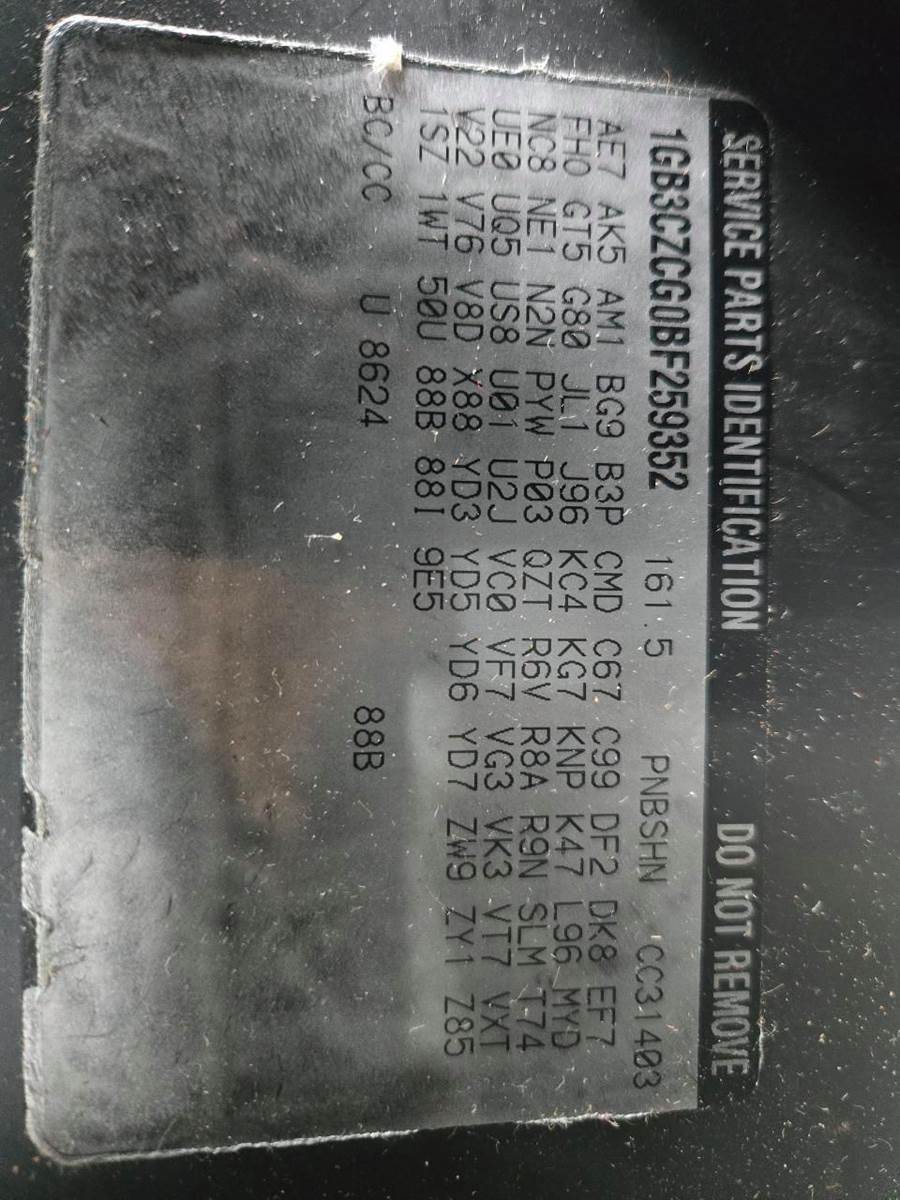 SERVICE PARTS IDENTIFICATION DO NOT REMOVE
1GB3CZCG0BF259352 161.5 PNBSHN CC31403
AE7 AK5 AM1 BG9 B3P CMD C67 C99 DF2 DK8 EF7
FHO GT5 G80 JL1 J96 KC4 KG7 KNP K47 L96 MYD
NC8 NE1 N2N PYW P03 QZT R6V R8A R9N SLM T74
UE0 UQ5 US8 U01 U2J VC0 VF7 VG3 VK3 VT7 VXT
V22 V76 V8D X88 YD3 YD5 YD6 YD7 ZW9 ZY1 Z85
1SZ 1WT 50U 88B 88I 9E5
BC/CC U 8624 88B